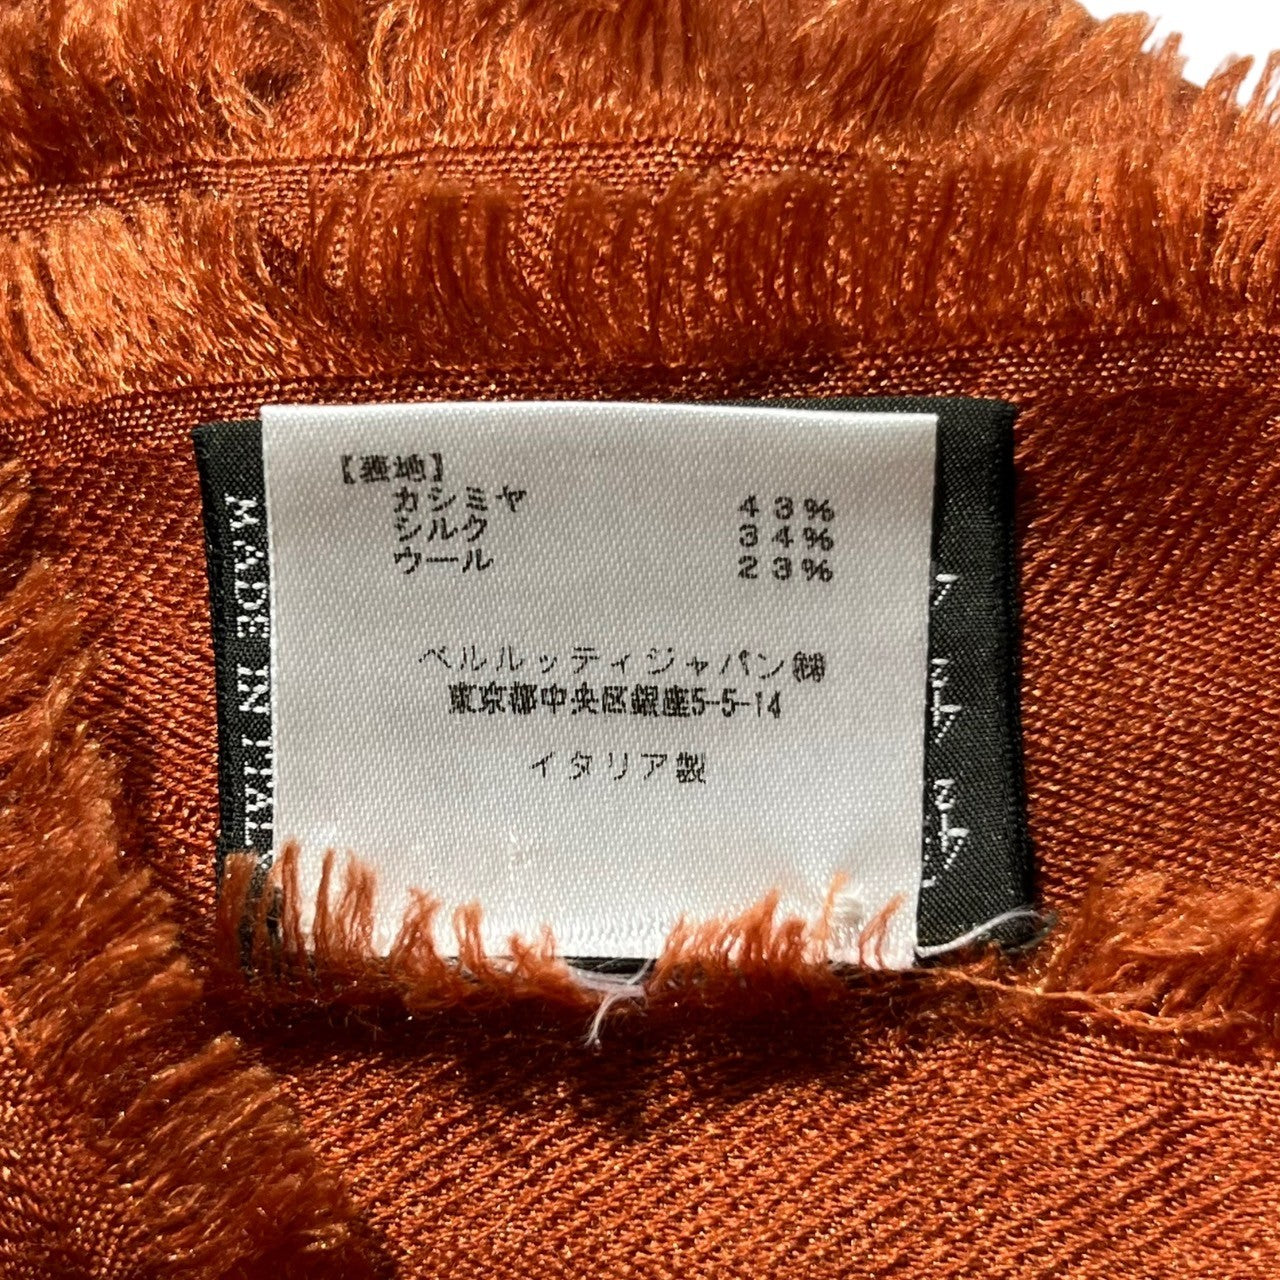 【表地】
カシミヤ 43%
シルク 34%
ウール 23%
ベルルッティジャパン㈱
東京都中央区銀座5-5-14
イタリア製
MADE IN ITALY